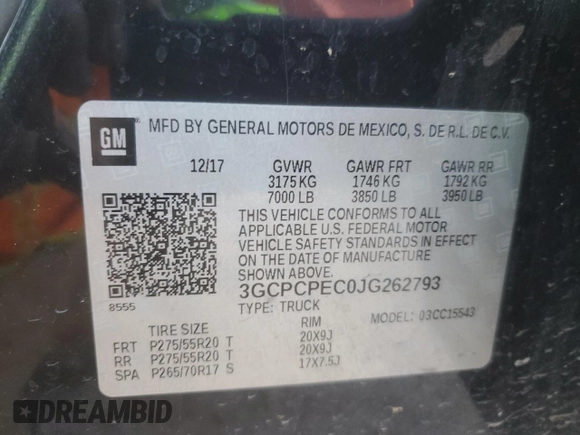 GM MFD BY GENERAL MOTORS DE MEXICO, S. DE R.L. DE C.V.
12/17 GVWR GAWR FRT GAWR RR
3175 KG 1746 KG 1792 KG
7000 LB 3850 LB 3950 LB
THIS VEHICLE CONFORMS TO ALL
APPLICABLE U.S. FEDERAL MOTOR
VEHICLE SAFETY STANDARDS IN EFFECT
ON THE DATE OF MANUFACTURE
SHOWN ABOVE.
3GCPCPEC0JG262793
8555 TYPE: TRUCK MODEL: 03CC15543
TIRE SIZE RIM
FRT P275/55R20 T 20X9J
RR P275/55R20 T 20X9J
SPA P265/70R17 S 17X7.5J
DREAMBID